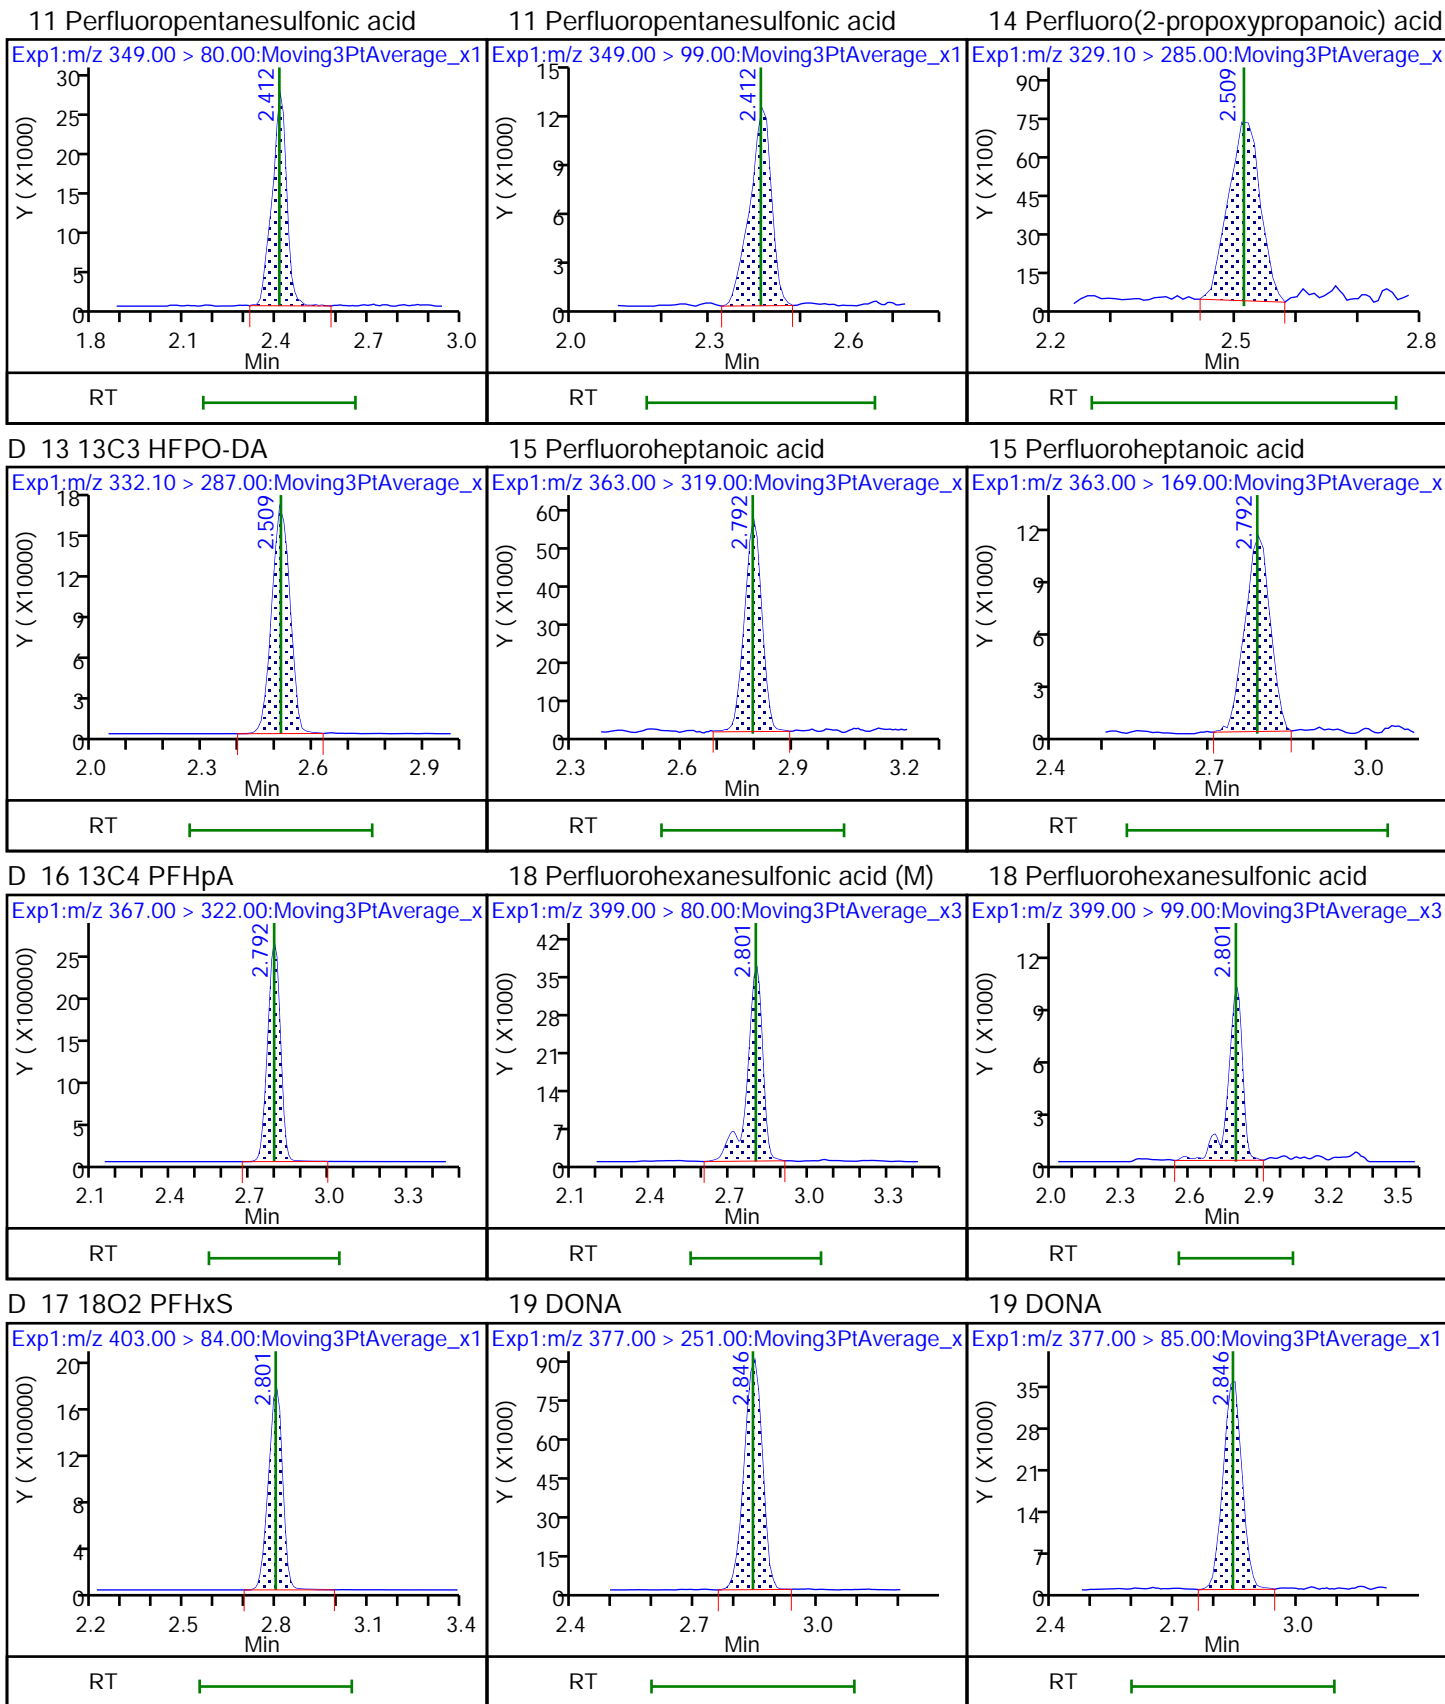 11 Perfluoropentanesulfonic acid
Exp1:m/z 349.00 > 80.00:Moving3PtAverage_x1
Y ( X1000)
30
25
20
15
10
5
0
2.412
1.8 2.1 2.4 2.7 3.0
Min
RT
11 Perfluoropentanesulfonic acid
Exp1:m/z 349.00 > 99.00:Moving3PtAverage_x1
Y ( X1000)
15
12
9
6
3
0
2.412
2.0 2.3 2.6
Min
RT
14 Perfluoro(2-propoxypropanoic) acid
Exp1:m/z 329.10 > 285.00:Moving3PtAverage_x
Y ( X100)
90
75
60
45
30
15
0
2.509
2.2 2.5 2.8
Min
RT
D 13 13C3 HFPO-DA
Exp1:m/z 332.10 > 287.00:Moving3PtAverage_x
Y ( X10000)
18
15
12
9
6
3
0
2.509
2.0 2.3 2.6 2.9
Min
RT
15 Perfluoroheptanoic acid
Exp1:m/z 363.00 > 319.00:Moving3PtAverage_x
Y ( X1000)
60
50
40
30
20
10
0
2.792
2.3 2.6 2.9 3.2
Min
RT
15 Perfluoroheptanoic acid
Exp1:m/z 363.00 > 169.00:Moving3PtAverage_x
Y ( X1000)
12
9
6
3
0
2.792
2.4 2.7 3.0
Min
RT
D 16 13C4 PFHpA
Exp1:m/z 367.00 > 322.00:Moving3PtAverage_x
Y ( X100000)
25
20
15
10
5
0
2.792
2.1 2.4 2.7 3.0 3.3
Min
RT
18 Perfluorohexanesulfonic acid (M)
Exp1:m/z 399.00 > 80.00:Moving3PtAverage_x3
Y ( X1000)
42
35
28
21
14
7
0
2.801
2.1 2.4 2.7 3.0 3.3
Min
RT
18 Perfluorohexanesulfonic acid
Exp1:m/z 399.00 > 99.00:Moving3PtAverage_x3
Y ( X1000)
12
9
6
3
0
2.801
2.0 2.3 2.6 2.9 3.2 3.5
Min
RT
D 17 18O2 PFHxS
Exp1:m/z 403.00 > 84.00:Moving3PtAverage_x1
Y ( X100000)
20
16
12
8
4
0
2.801
2.2 2.5 2.8 3.1 3.4
Min
RT
19 DONA
Exp1:m/z 377.00 > 251.00:Moving3PtAverage_x
Y ( X1000)
90
75
60
45
30
15
0
2.846
2.4 2.7 3.0
Min
RT
19 DONA
Exp1:m/z 377.00 > 85.00:Moving3PtAverage_x1
Y ( X1000)
35
28
21
14
7
0
2.846
2.4 2.7 3.0
Min
RT